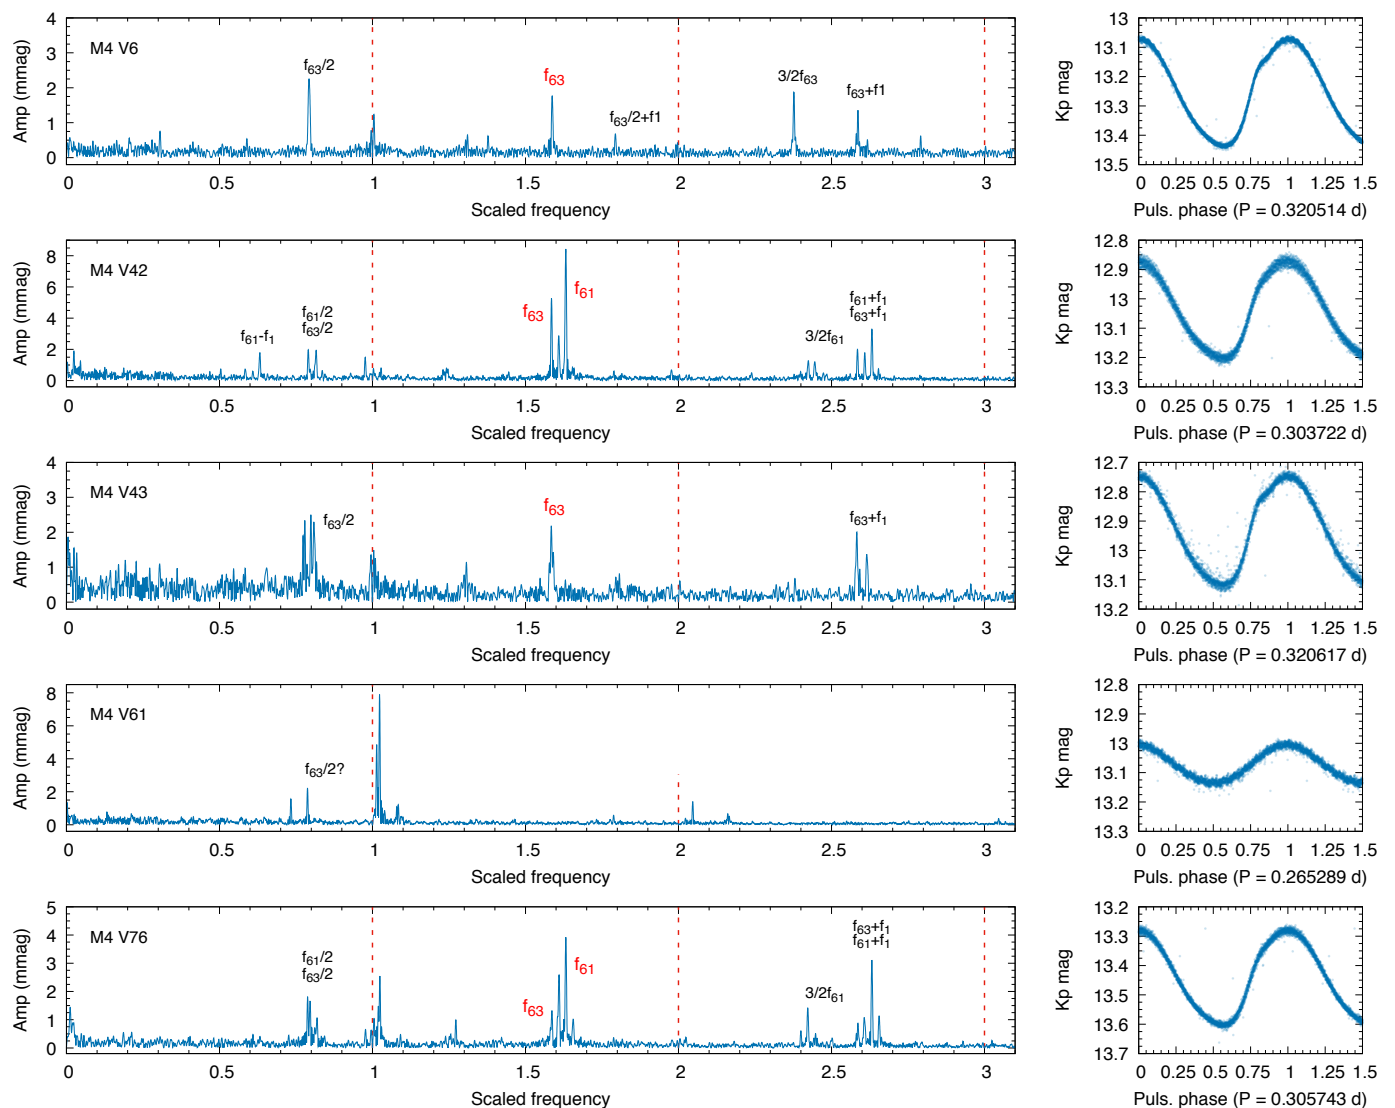 M4 V6
Amp (mmag)
4
3
2
1
0
f63/2
f63
f63/2+f1
3/2f63
f63+f1
0 0.5 1 1.5 2 2.5 3
Scaled frequency
Kp mag
13
13.1
13.2
13.3
13.4
13.5
0 0.25 0.5 0.75 1 1.25 1.5
Puls. phase (P = 0.320514 d)
M4 V42
Amp (mmag)
8
6
4
2
0
f61-f1
f61/2
f63/2
f63
f61
3/2f61
f61+f1
f63+f1
0 0.5 1 1.5 2 2.5 3
Scaled frequency
Kp mag
12.8
12.9
13
13.1
13.2
13.3
0 0.25 0.5 0.75 1 1.25 1.5
Puls. phase (P = 0.303722 d)
M4 V43
Amp (mmag)
4
3
2
1
0
f63/2
f63
f63+f1
0 0.5 1 1.5 2 2.5 3
Scaled frequency
Kp mag
12.7
12.8
12.9
13
13.1
13.2
0 0.25 0.5 0.75 1 1.25 1.5
Puls. phase (P = 0.320617 d)
M4 V61
Amp (mmag)
8
6
4
2
0
f63/2?
0 0.5 1 1.5 2 2.5 3
Scaled frequency
Kp mag
12.8
12.9
13
13.1
13.2
13.3
0 0.25 0.5 0.75 1 1.25 1.5
Puls. phase (P = 0.265289 d)
M4 V76
Amp (mmag)
5
4
3
2
1
0
f61/2
f63/2
f63
f61
3/2f61
f63+f1
f61+f1
0 0.5 1 1.5 2 2.5 3
Scaled frequency
Kp mag
13.2
13.3
13.4
13.5
13.6
13.7
0 0.25 0.5 0.75 1 1.25 1.5
Puls. phase (P = 0.305743 d)